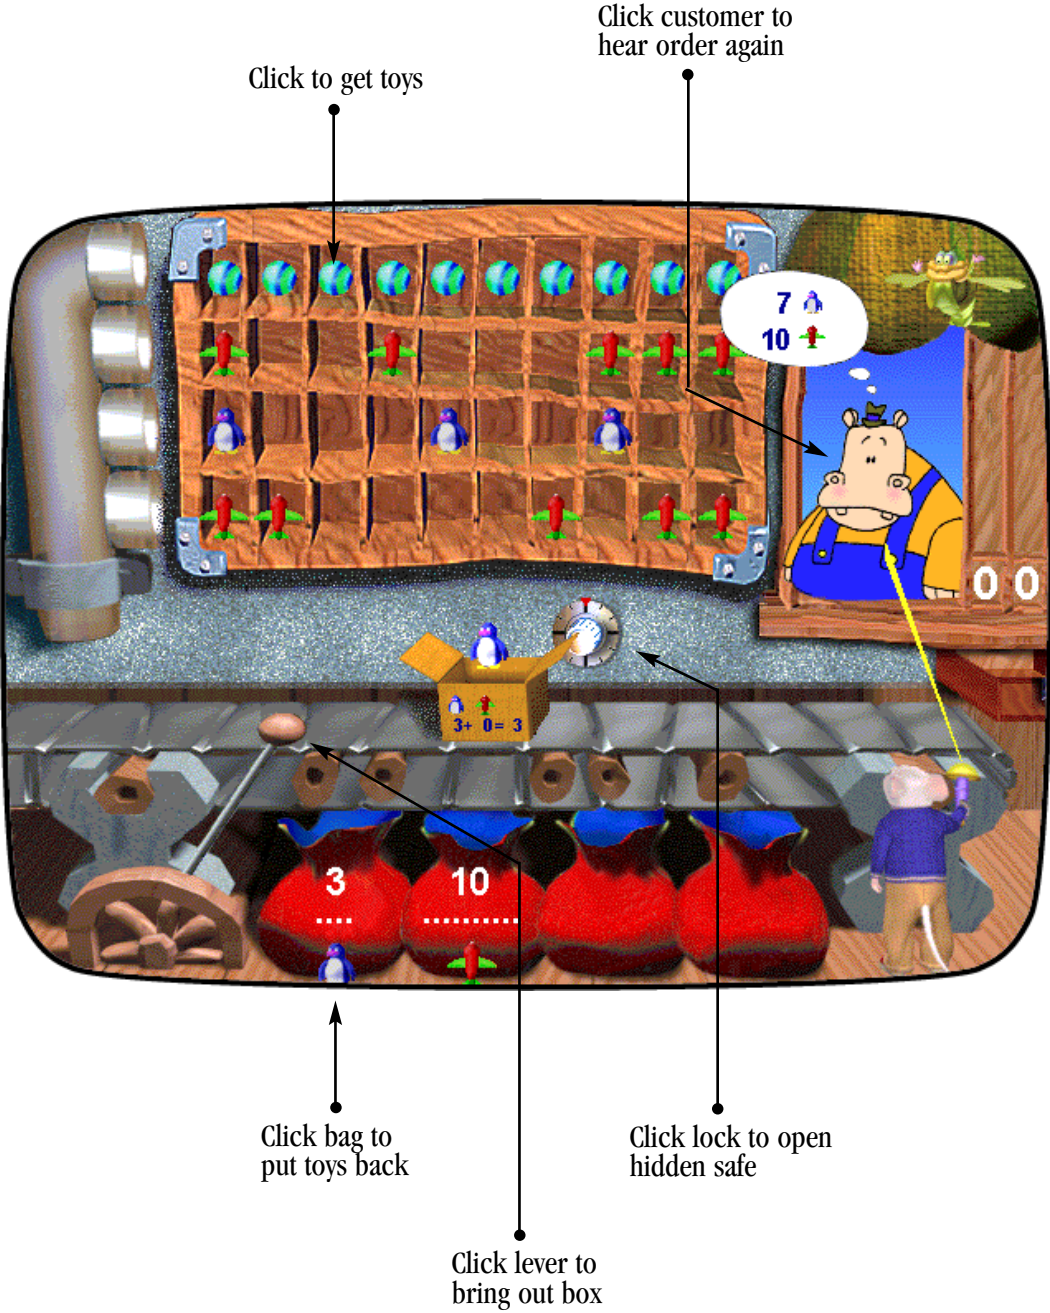 Click customer to
hear order again
Click to get toys
7
10
0 0
3+ 0= 3
3
10
Click bag to
put toys back
Click lock to open
hidden safe
Click lever to
bring out box